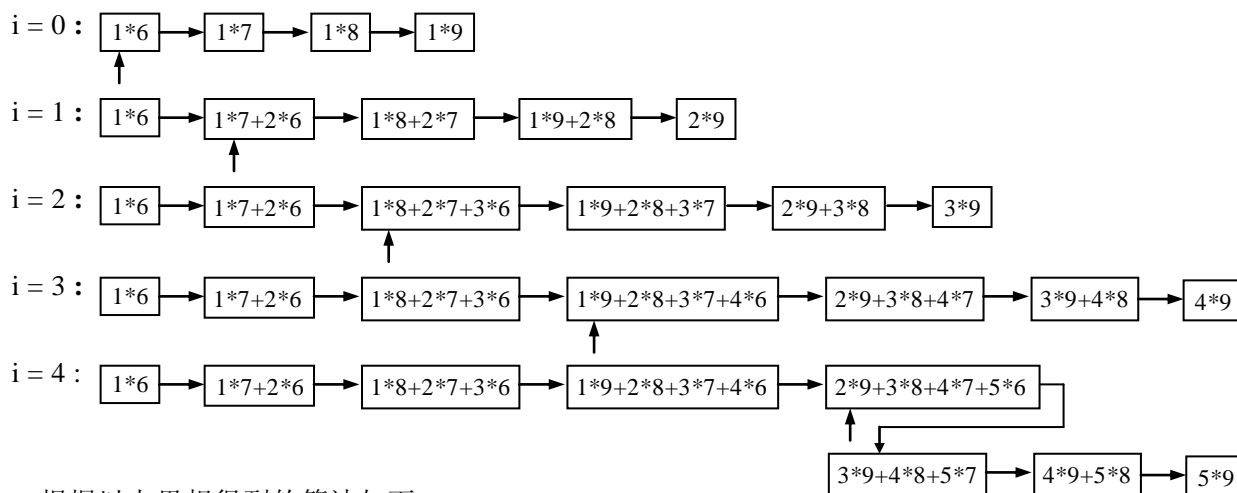 i = 0 : 1*6 1*7 1*8 1*9
i = 1 : 1*6 1*7+2*6 1*8+2*7 1*9+2*8 2*9
i = 2 : 1*6 1*7+2*6 1*8+2*7+3*6 1*9+2*8+3*7 2*9+3*8 3*9
i = 3 : 1*6 1*7+2*6 1*8+2*7+3*6 1*9+2*8+3*7+4*6 2*9+3*8+4*7 3*9+4*8 4*9
i = 4 : 1*6 1*7+2*6 1*8+2*7+3*6 1*9+2*8+3*7+4*6 2*9+3*8+4*7+5*6
3*9+4*8+5*7 4*9+5*8 5*9